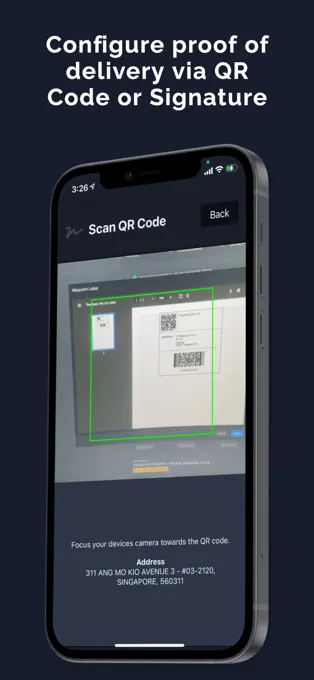 Configure proof of
delivery via QR
Code or Signature
3:26
Scan QR Code
Back
Waypoint Label
Focus your devices camera towards the QR code.
Address
311 ANG MO KIO AVENUE 3 - #03-2120,
SINGAPORE, 560311